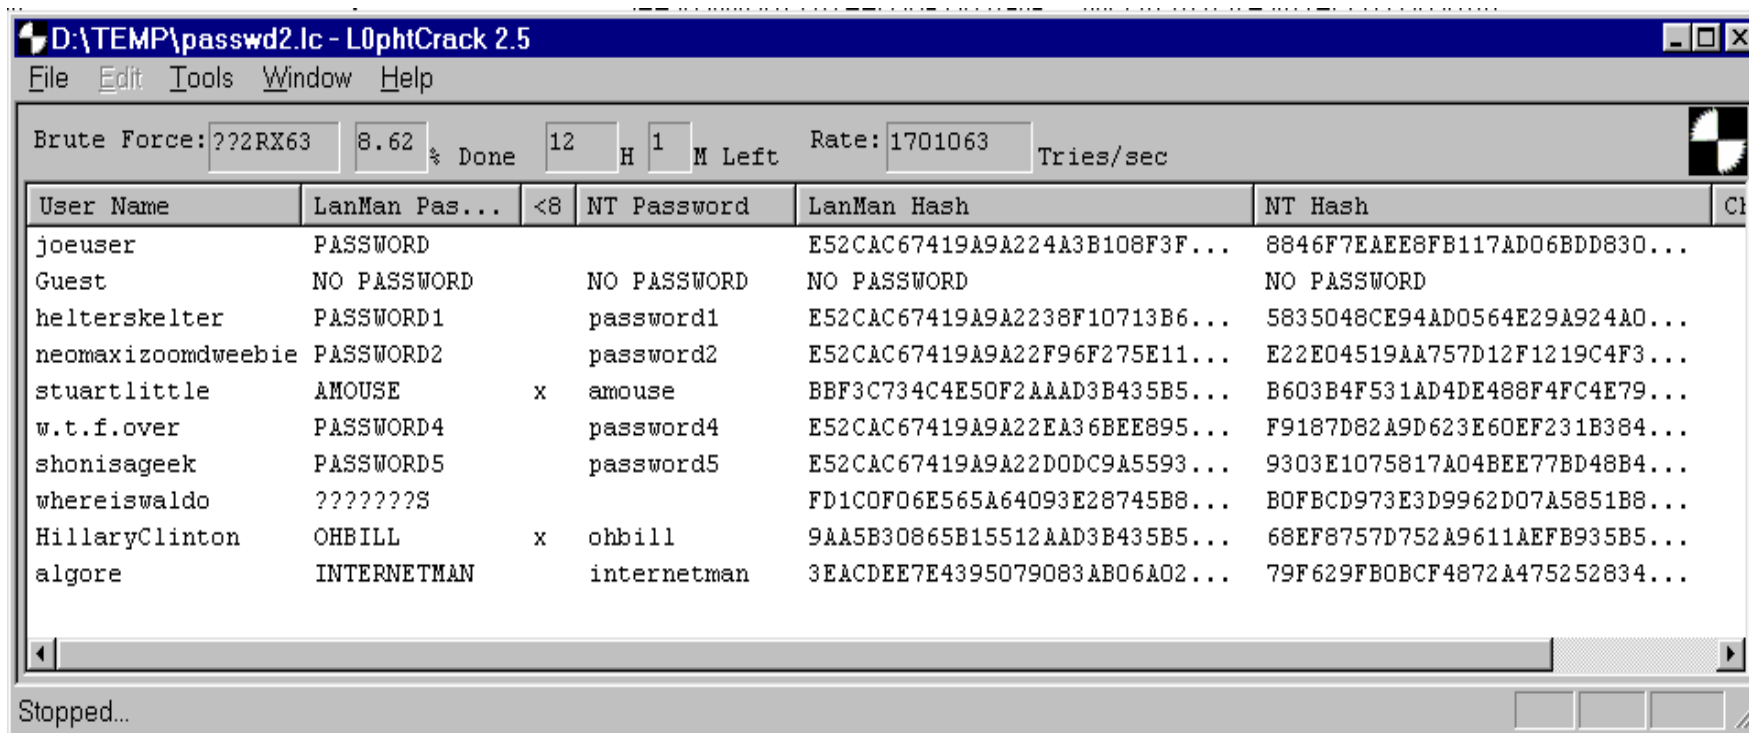 D:\TEMP\passwd2.lc - L0phtCrack 2.5
File Edit Tools Window Help
Brute Force: ??2RX63 8.62 % Done 12 H 1 M Left Rate: 1701063 Tries/sec
User Name LanMan Pas... <8 NT Password LanMan Hash NT Hash
joeuser PASSWORD E52CAC67419A9A224A3B108F3F... 8846F7EAEE8FB117AD06BDD830...
Guest NO PASSWORD NO PASSWORD NO PASSWORD NO PASSWORD
helterskelter PASSWORD1 password1 E52CAC67419A9A2238F10713B6... 5835048CE94AD0564E29A924A0...
neomaxizoomdweebie PASSWORD2 password2 E52CAC67419A9A22F96F275E11... E22E04519AA757D12F1219C4F3...
stuartlittle AMOUSE x amouse BBF3C734C4E50F2AAAD3B435B5... B603B4F531AD4DE488F4FC4E79...
w.t.f.over PASSWORD4 password4 E52CAC67419A9A22EA36BEE895... F9187D82A9D623E60EF231B384...
shonisageek PASSWORD5 password5 E52CAC67419A9A22D0DC9A5593... 9303E1075817A04BEE77BD48B4...
whereiswaldo ???????S FD1C0F06E565A64093E28745B8... B0FBCD973E3D9962D07A5851B8...
HillaryClinton OHBILL x ohbill 9AA5B30865B15512AAD3B435B5... 68EF8757D752A9611AEFB935B5...
algore INTERNETMAN internetman 3EACDEE7E4395079083AB06A02... 79F629FB0BCF4872A475252834...
Stopped...